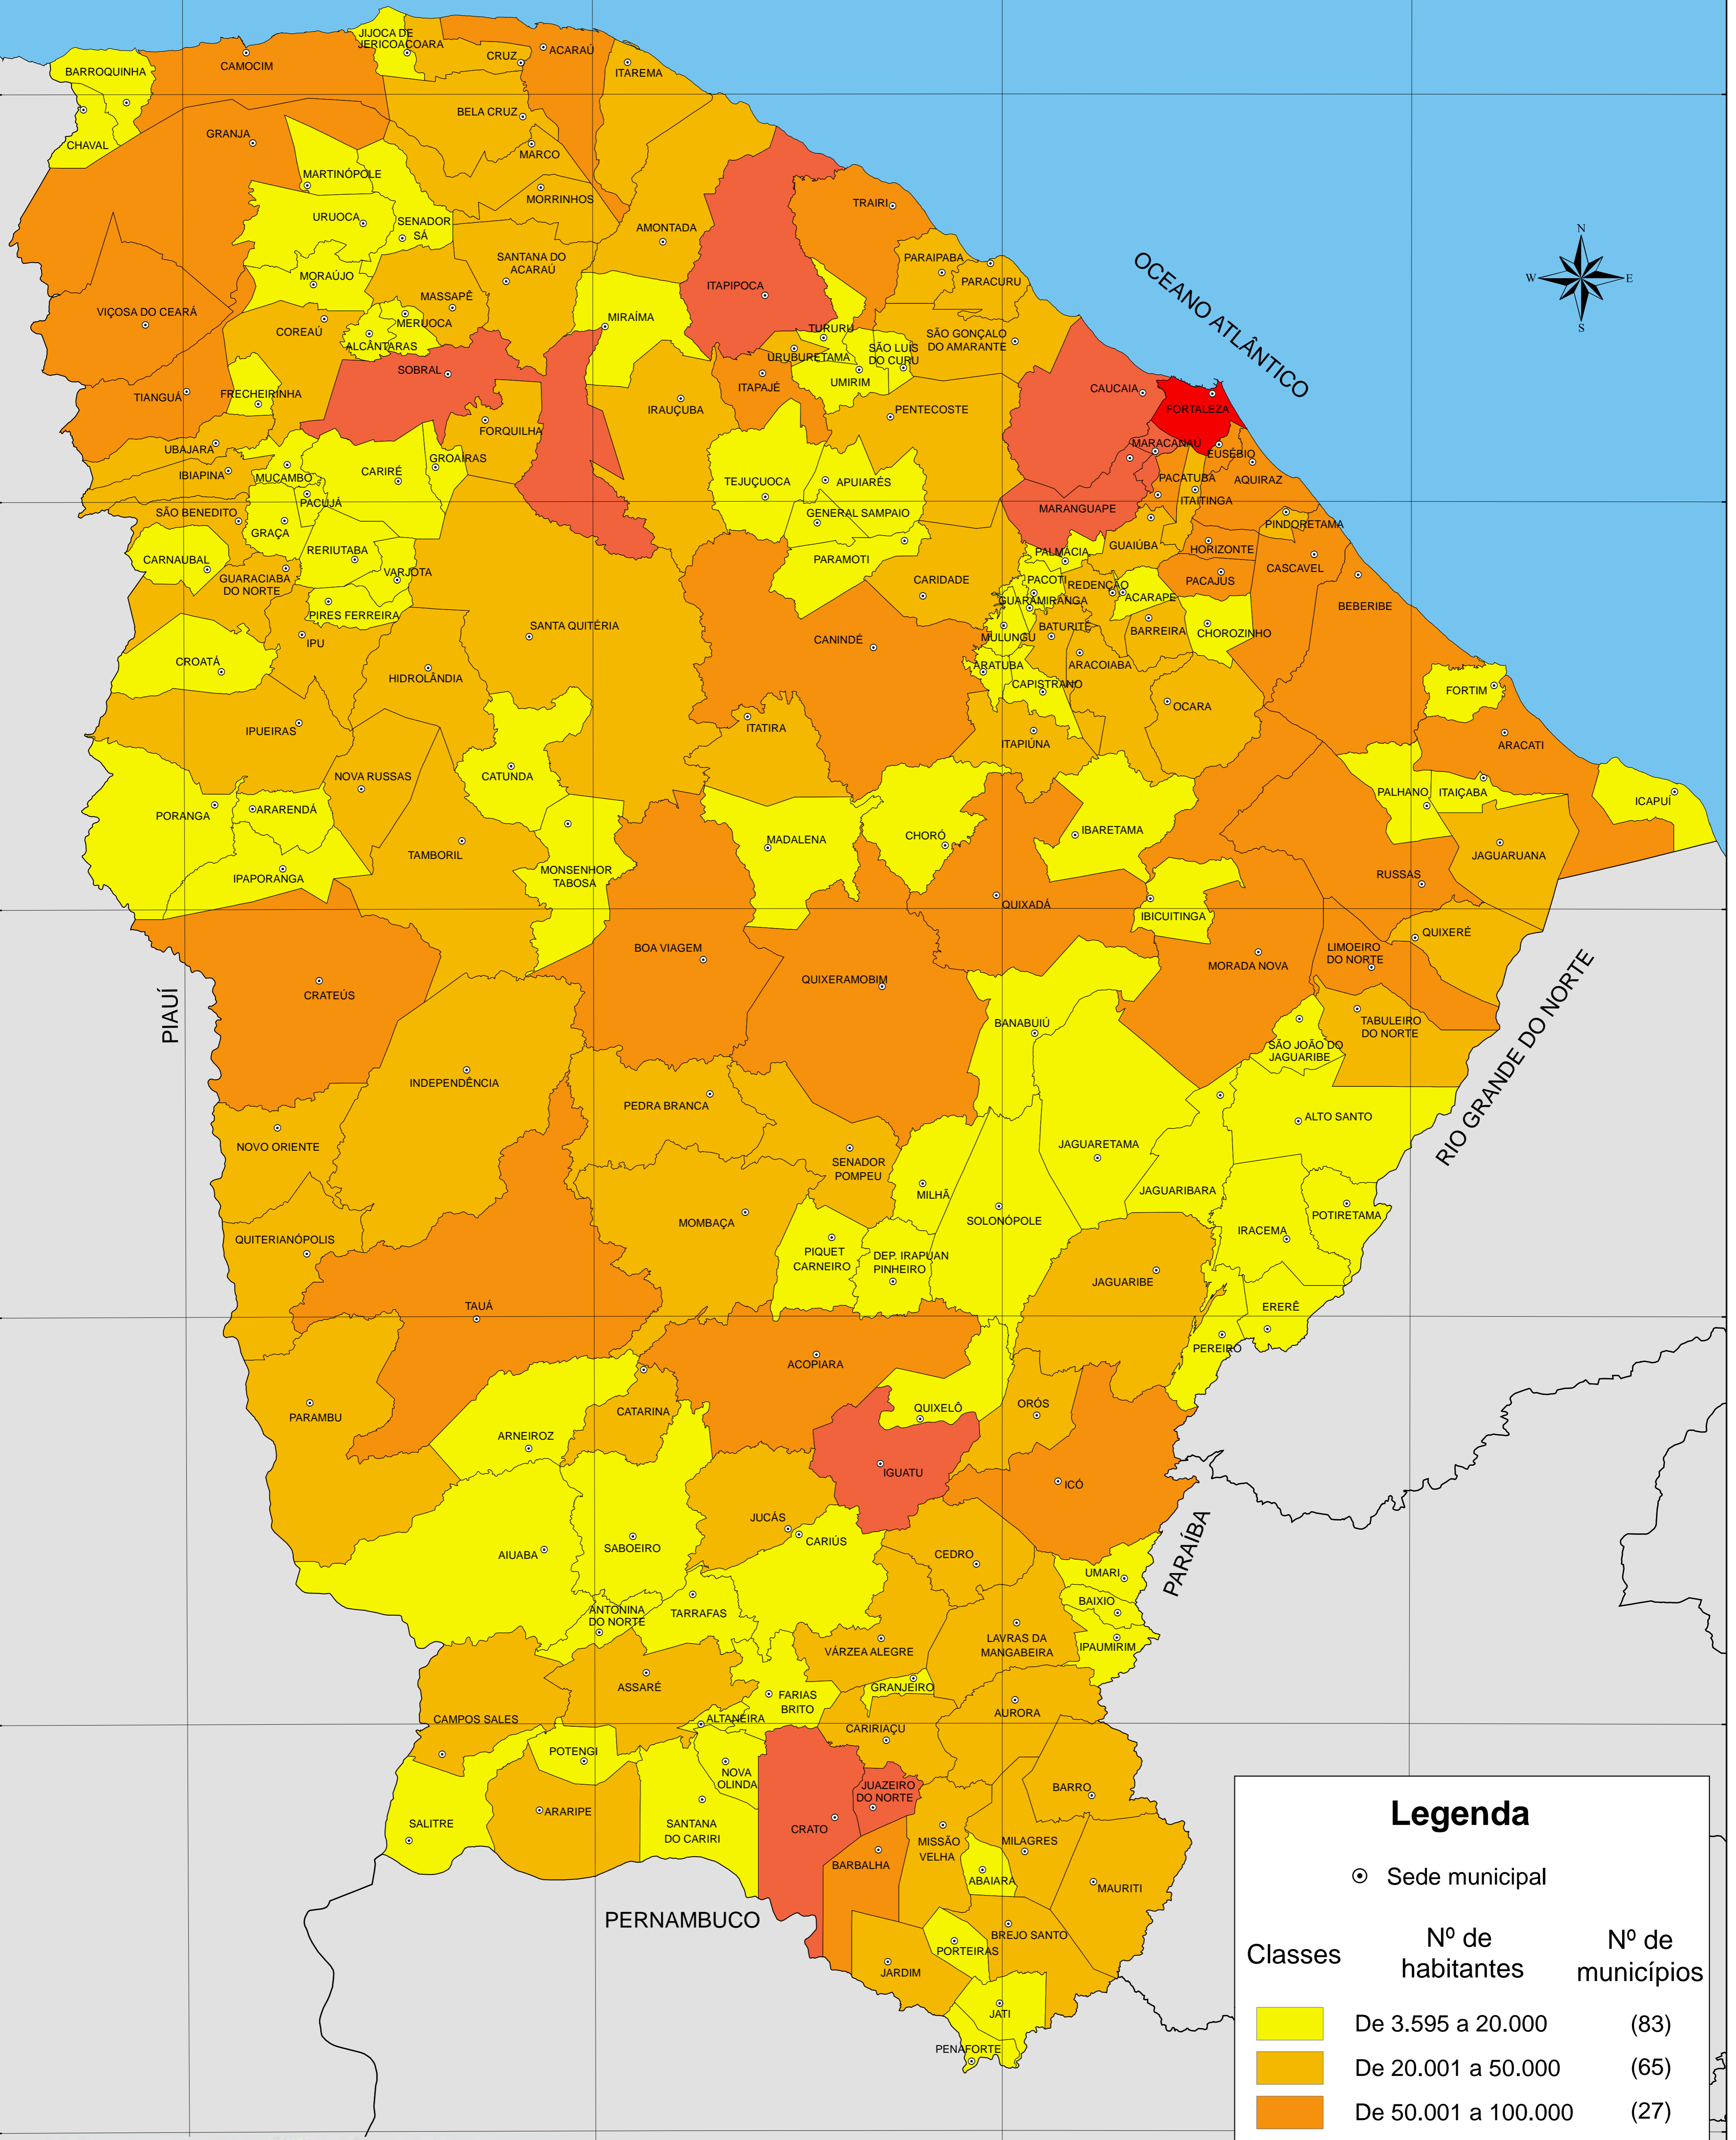 JIJOCA DE
JERICOACOARA
CRUZ
ACARAÚ
ITAREMA
BARROQUINHA
CAMOCIM
BELA CRUZ
CHAVAL
GRANJA
MARCO
MARTINÓPOLE
MORRINHOS
TRAIRI
URUOCA
SENADOR
SÁ
AMONTADA
N
W
E
S
SANTANA DO
ACARAÚ
PARAIPABA
PARACURU
OCEANO ATLÂNTICO
MORAÚJO
ITAPIPOCA
MASSAPÊ
VIÇOSA DO CEARÁ
MERUOCA
MIRAÍMA
COREAÚ
ALCÂNTARAS
TURURU
SÃO GONÇALO
DO AMARANTE
URUBURETAMA
SÃO LUIS
DO CURU
SOBRAL
UMIRIM
ITAPAJÉ
CAUCAIA
TIANGUÁ
FRECHEIRINHA
IRAUÇUBA
PENTECOSTE
FORTALEZA
FORQUILHA
MARACANAÚ
EUSÉBIO
UBAJARA
GROAÍRAS
IBIAPINA
MUCAMBO
CARIRÉ
TEJUÇUOCA
APUIARÉS
PACATUBA
AQUIRAZ
PACUJÁ
ITAITINGA
SÃO BENEDITO
GENERAL SAMPAIO
MARANGUAPE
PINDORETAMA
GRAÇA
RERIUTABA
PARAMOTI
PALMÁCIA
GUAIÚBA
HORIZONTE
CARNAUBAL
GUARACIABA
DO NORTE
VARJOTA
CARIDADE
PACOTI
REDENÇÃO
PACAJUS
CASCAVEL
ACARAPE
GUARAMIRANGA
BEBERIBE
PIRES FERREIRA
SANTA QUITÉRIA
BATURITÉ
BARREIRA
CHOROZINHO
IPU
CANINDÉ
MULUNGU
CROATÁ
ARATUBA
ARACOIABA
HIDROLÂNDIA
CAPISTRANO
FORTIM
OCARA
IPUEIRAS
ITATIRA
ITAPIÚNA
ARACATI
NOVA RUSSAS
CATUNDA
PORANGA
ARARENDÁ
PALHANO
ITAIÇABA
ICAPUÍ
MADALENA
CHORÓ
IBARETAMA
TAMBORIL
JAGUARUANA
IPAPORANGA
MONSENHOR
TABOSA
RUSSAS
QUIXADÁ
IBICUITINGA
QUIXERÉ
BOA VIAGEM
LIMOEIRO
DO NORTE
MORADA NOVA
QUIXERAMOBIM
CRATEÚS
PIAUÍ
BANABUIÚ
TABULEIRO
DO NORTE
SÃO JOÃO DO
JAGUARIBE
RIO GRANDE DO NORTE
INDEPENDÊNCIA
PEDRA BRANCA
ALTO SANTO
NOVO ORIENTE
JAGUARETAMA
SENADOR
POMPEU
MILHÃ
JAGUARIBARA
POTIRETAMA
MOMBAÇA
SOLONÓPOLE
IRACEMA
QUITERIANÓPOLIS
PIQUET
CARNEIRO
DEP. IRAPUAN
PINHEIRO
JAGUARIBE
TAUÁ
ERERÊ
PEREIRO
ACOPIARA
PARAMBU
CATARINA
QUIXELÔ
ORÓS
ARNEIROZ
IGUATU
ICÓ
JUCÁS
CARIÚS
SABOEIRO
AIUABA
CEDRO
PARAÍBA
UMARI
BAIXIO
ANTONINA
DO NORTE
TARRAFAS
VÁRZEA ALEGRE
LAVRAS DA
MANGABEIRA
IPAUMIRIM
ASSARÉ
GRANJEIRO
FARIAS
BRITO
CAMPOS SALES
ALTANEIRA
CARIRIAÇU
AURORA
POTENGI
NOVA
OLINDA
JUAZEIRO
DO NORTE
BARRO
ARARIPE
SALITRE
SANTANA
DO CARIRI
CRATO
MISSÃO
VELHA
MILAGRES
BARBALHA
ABAIARA
MAURITI
PERNAMBUCO
BREJO SANTO
PORTEIRAS
JARDIM
JATI
PENAFORTE
Legenda
Sede municipal
Classes
Nº de
habitantes
Nº de
municípios
De 3.595 a 20.000 (83)
De 20.001 a 50.000 (65)
De 50.001 a 100.000 (27)